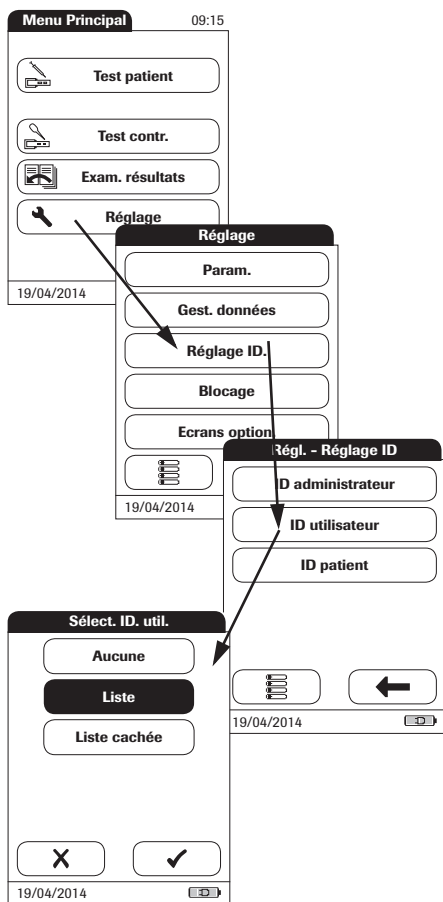 Menu Principal 09:15
Test patient
Test contr.
Exam. résultats
Réglage
19/04/2014
Réglage
Param.
Gest. données
Réglage ID.
Blocage
Ecrans option.
19/04/2014
Régl. - Réglage ID
ID administrateur
ID utilisateur
ID patient
19/04/2014
Sélect. ID. util.
Aucune
Liste
Liste cachée
19/04/2014